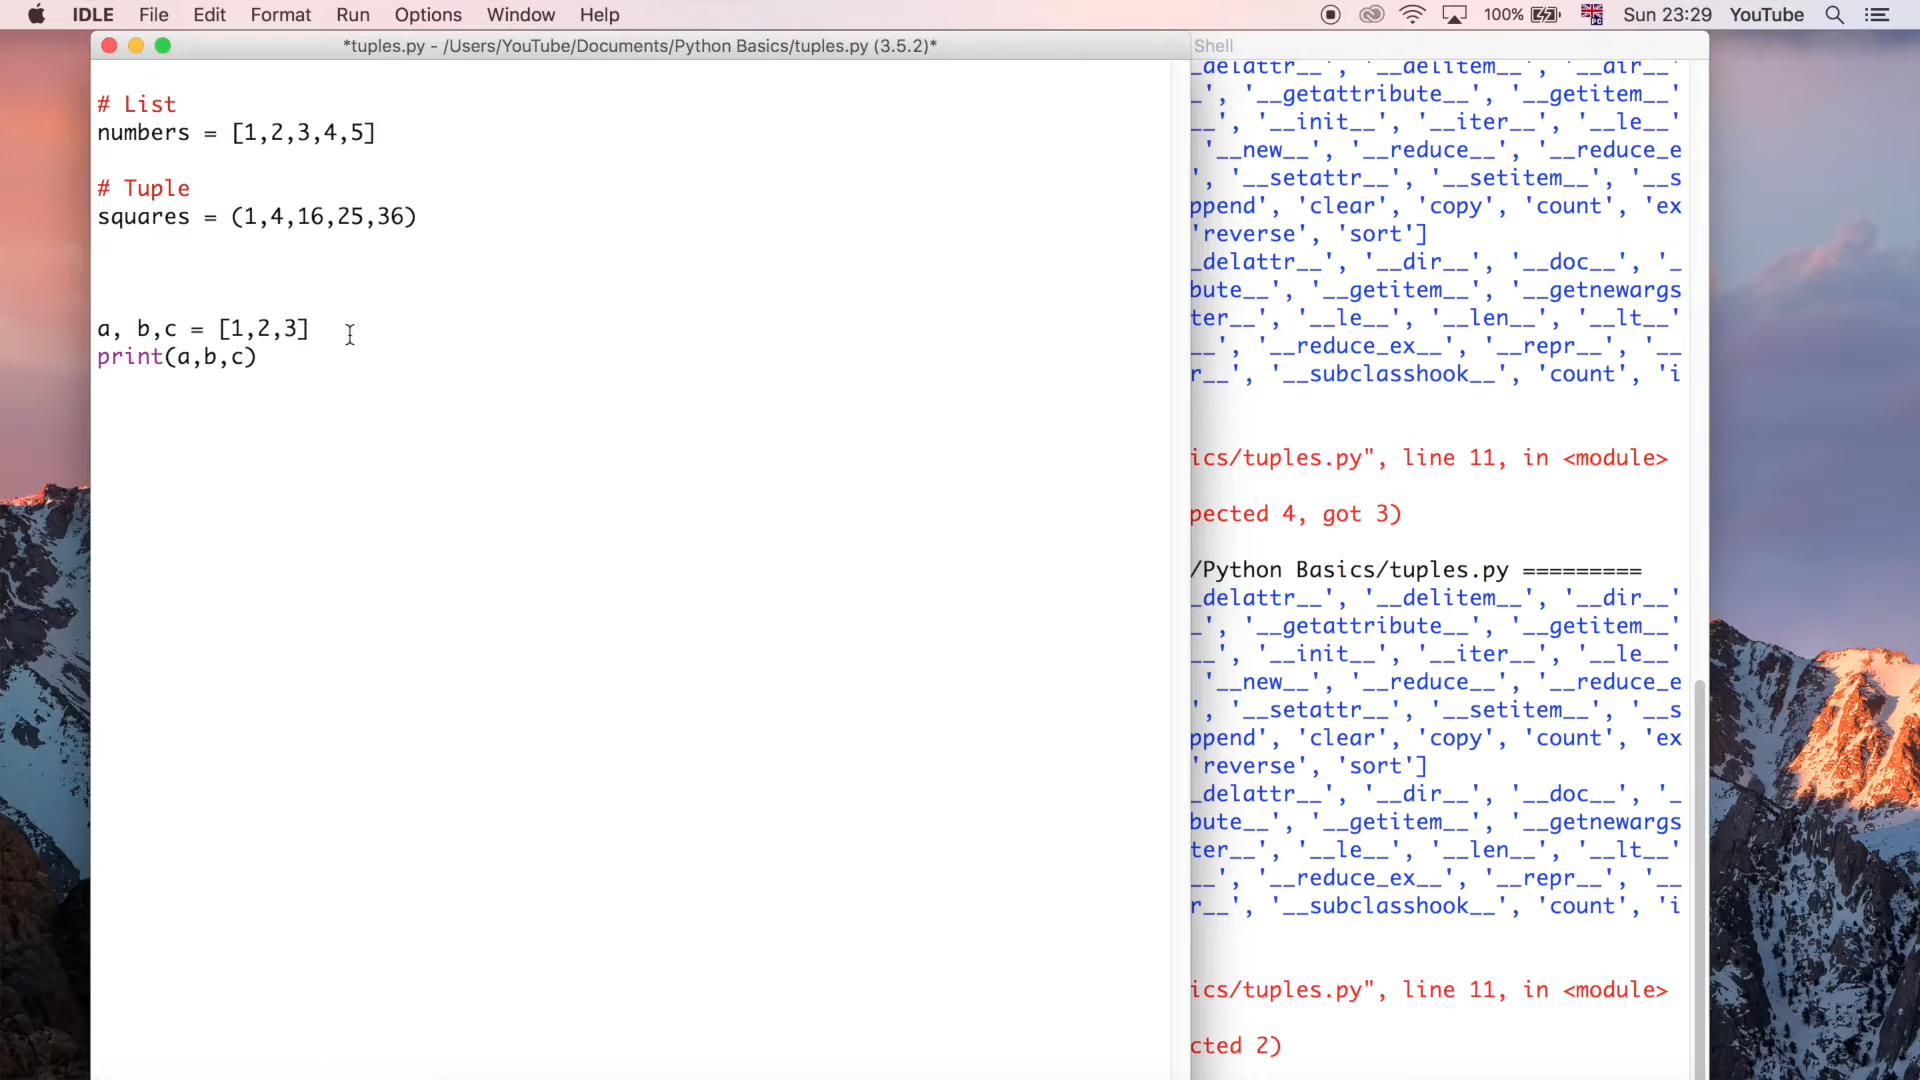 IDLE File Edit Format Run Options Window Help 100% Sun 23:29 YouTube
*tuples.py - /Users/YouTube/Documents/Python Basics/tuples.py (3.5.2)*
# List
numbers = [1,2,3,4,5]
# Tuple
squares = (1,4,16,25,36)
a, b,c = [1,2,3]
print(a,b,c)
Shell
_delattr__', '__delitem__', '__dir__'
_', '__getattribute__', '__getitem__'
__', '__init__', '__iter__', '__le__'
'__new__', '__reduce__', '__reduce_e
', '__setattr__', '__setitem__', '__s
ppend', 'clear', 'copy', 'count', 'ex
'reverse', 'sort']
_delattr__', '__dir__', '__doc__', '_
bute__', '__getitem__', '__getnewargs
ter__', '__le__', '__len__', '__lt__'
__', '__reduce_ex__', '__repr__', '__
r__', '__subclasshook__', 'count', 'i
ics/tuples.py", line 11, in <module>
pected 4, got 3)
/Python Basics/tuples.py =========
_delattr__', '__delitem__', '__dir__'
_', '__getattribute__', '__getitem__'
__', '__init__', '__iter__', '__le__'
'__new__', '__reduce__', '__reduce_e
', '__setattr__', '__setitem__', '__s
ppend', 'clear', 'copy', 'count', 'ex
'reverse', 'sort']
_delattr__', '__dir__', '__doc__', '_
bute__', '__getitem__', '__getnewargs
ter__', '__le__', '__len__', '__lt__'
__', '__reduce_ex__', '__repr__', '__
r__', '__subclasshook__', 'count', 'i
ics/tuples.py", line 11, in <module>
cted 2)